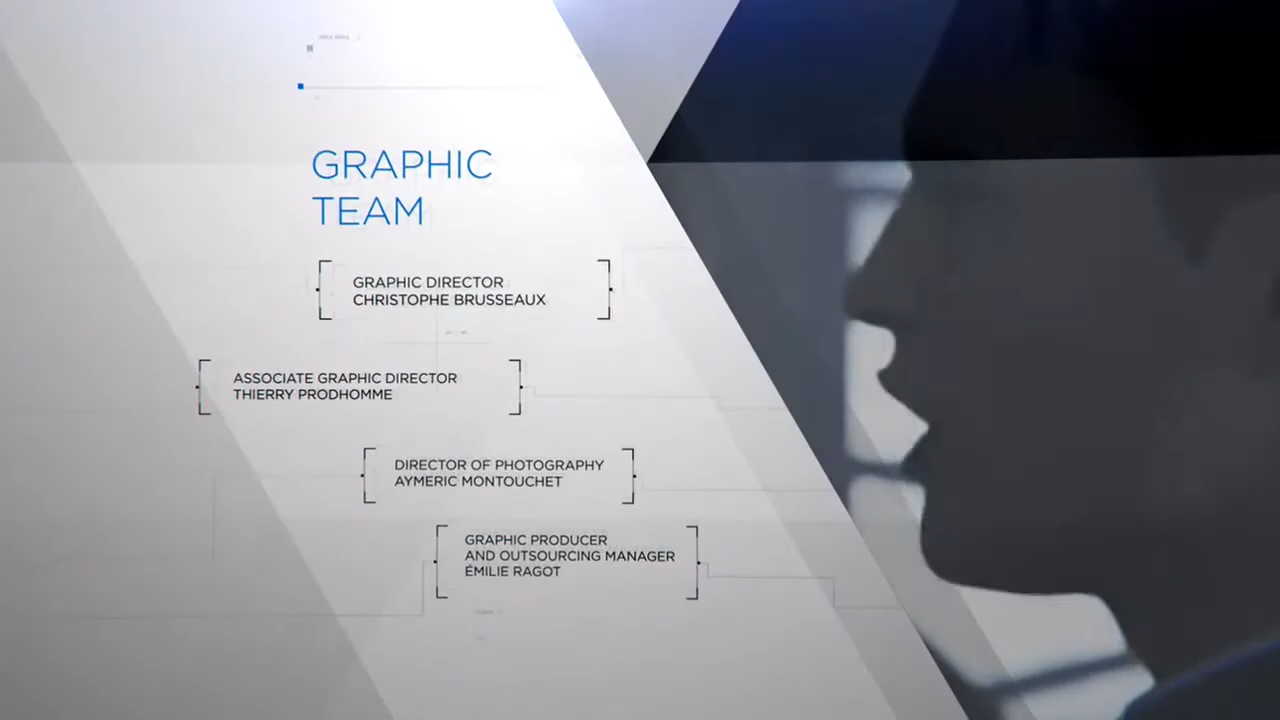 GRAPHIC
TEAM
GRAPHIC DIRECTOR
CHRISTOPHE BRUSSEAUX
ASSOCIATE GRAPHIC DIRECTOR
THIERRY PRODHOMME
DIRECTOR OF PHOTOGRAPHY
AYMERIC MONTOUCHET
GRAPHIC PRODUCER
AND OUTSOURCING MANAGER
ÉMILIE RAGOT